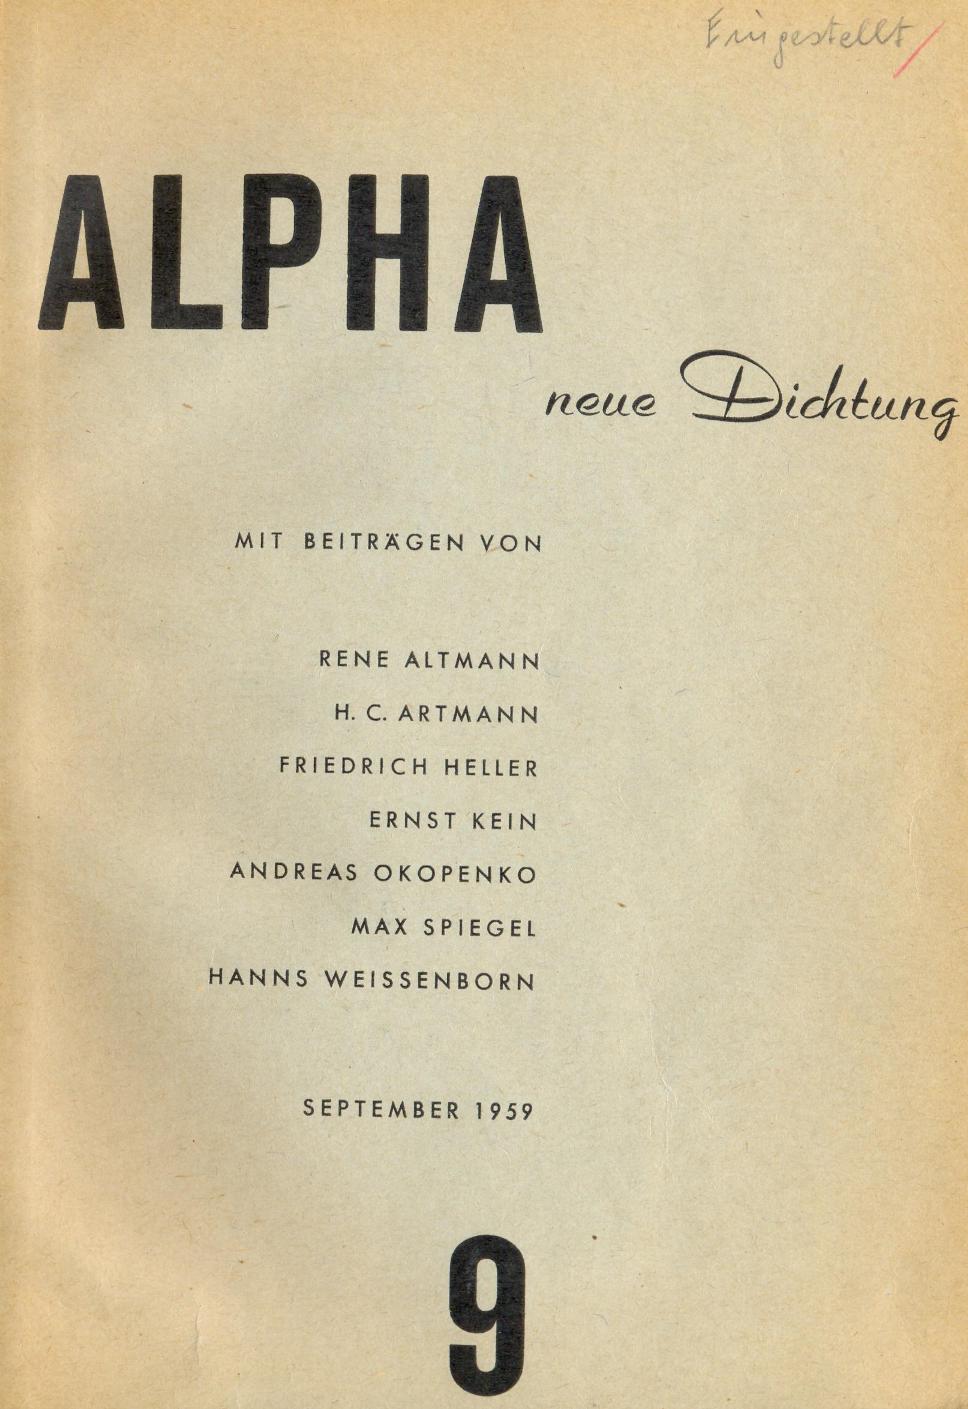 Eingestellt
ALPHA
neue Dichtung
MIT BEITRÄGEN VON
RENE ALTMANN
H. C. ARTMANN
FRIEDRICH HELLER
ERNST KEIN
ANDREAS OKOPENKO
MAX SPIEGEL
HANNS WEISSENBORN
SEPTEMBER 1959
9